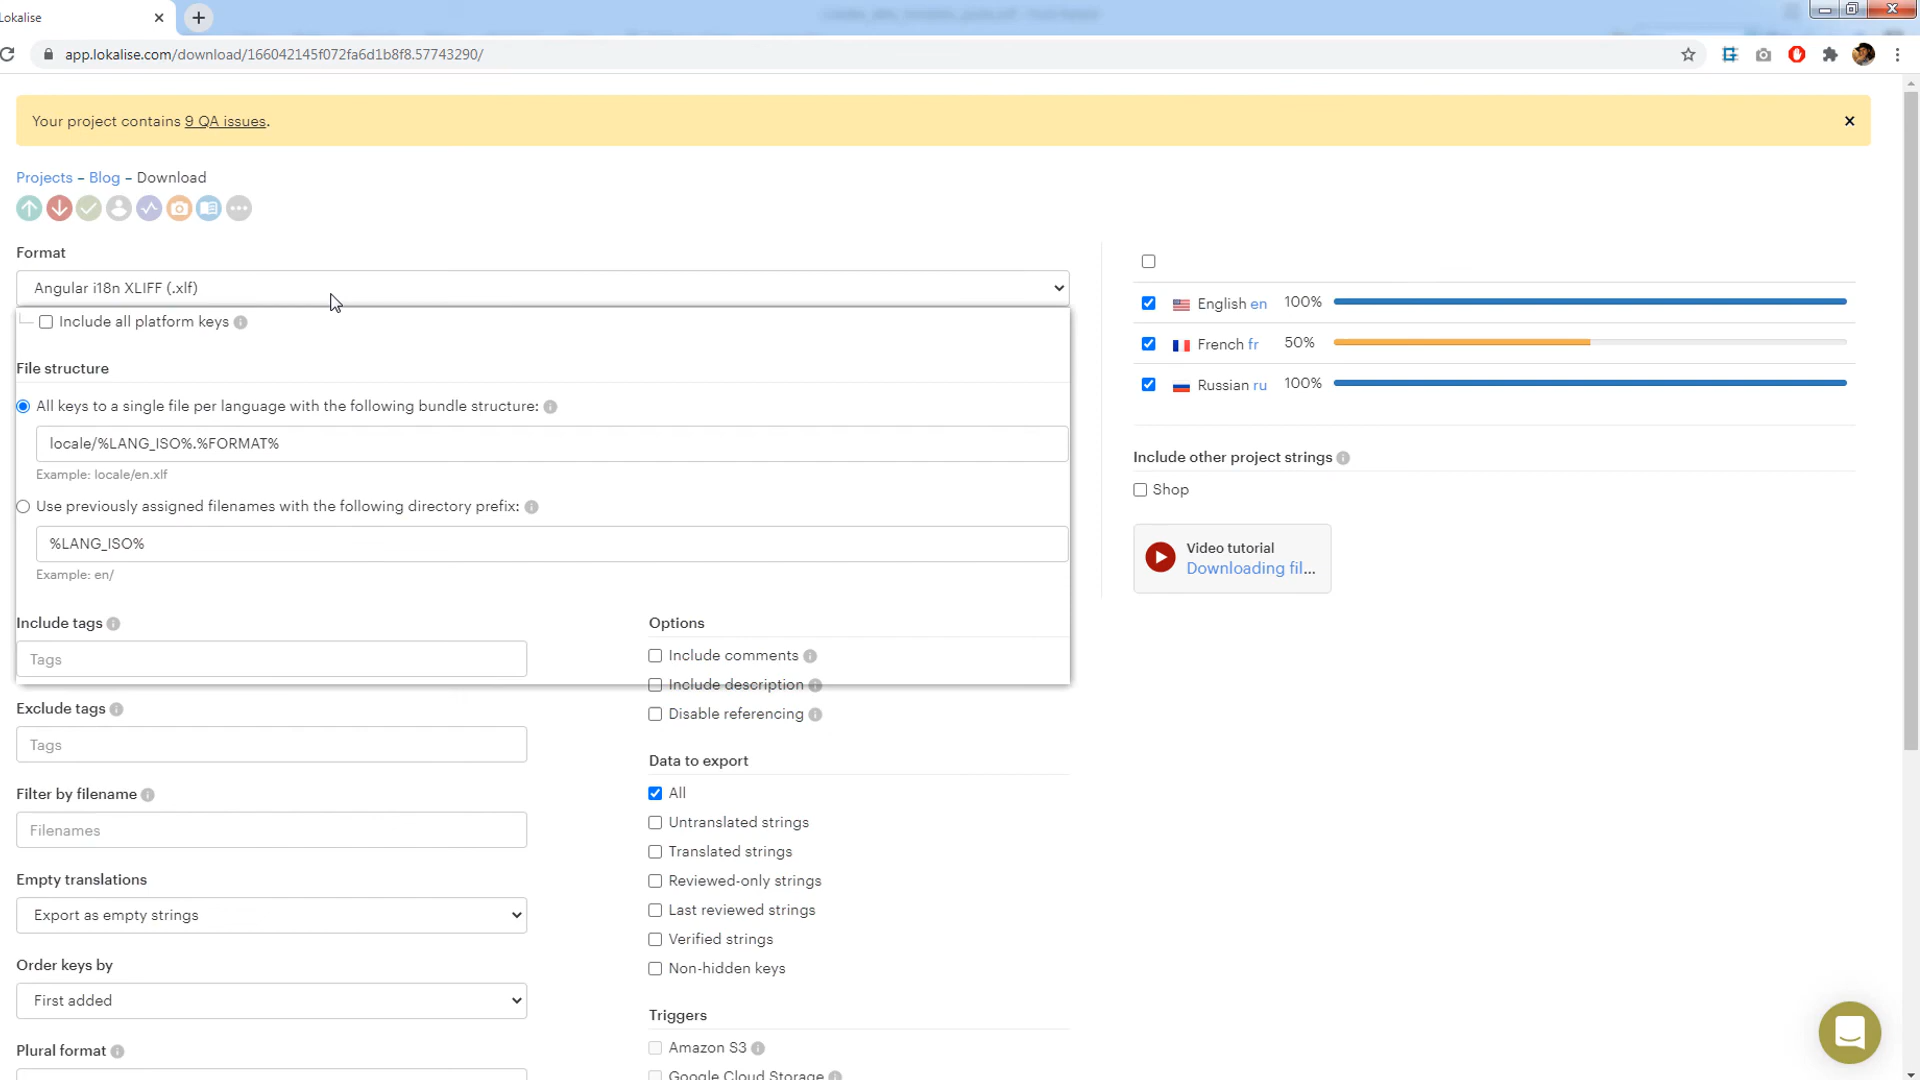 Lokalise
app.lokalise.com/download/166042145f072fa6d1b8f8.57743290/
Your project contains 9 QA issues.
Projects – Blog – Download
Format
Angular i18n XLIFF (.xlf)
Include all platform keys
File structure
All keys to a single file per language with the following bundle structure:
locale/%LANG_ISO%.%FORMAT%
Example: locale/en.xlf
Use previously assigned filenames with the following directory prefix:
%LANG_ISO%
Example: en/
Include tags
Tags
Exclude tags
Tags
Filter by filename
Filenames
Empty translations
Export as empty strings
Order keys by
First added
Plural format
Options
Include comments
Include description
Disable referencing
Data to export
All
Untranslated strings
Translated strings
Reviewed-only strings
Last reviewed strings
Verified strings
Non-hidden keys
Triggers
Amazon S3
Google Cloud Storage
English en 100%
French fr 50%
Russian ru 100%
Include other project strings
Shop
Video tutorial
Downloading fil...